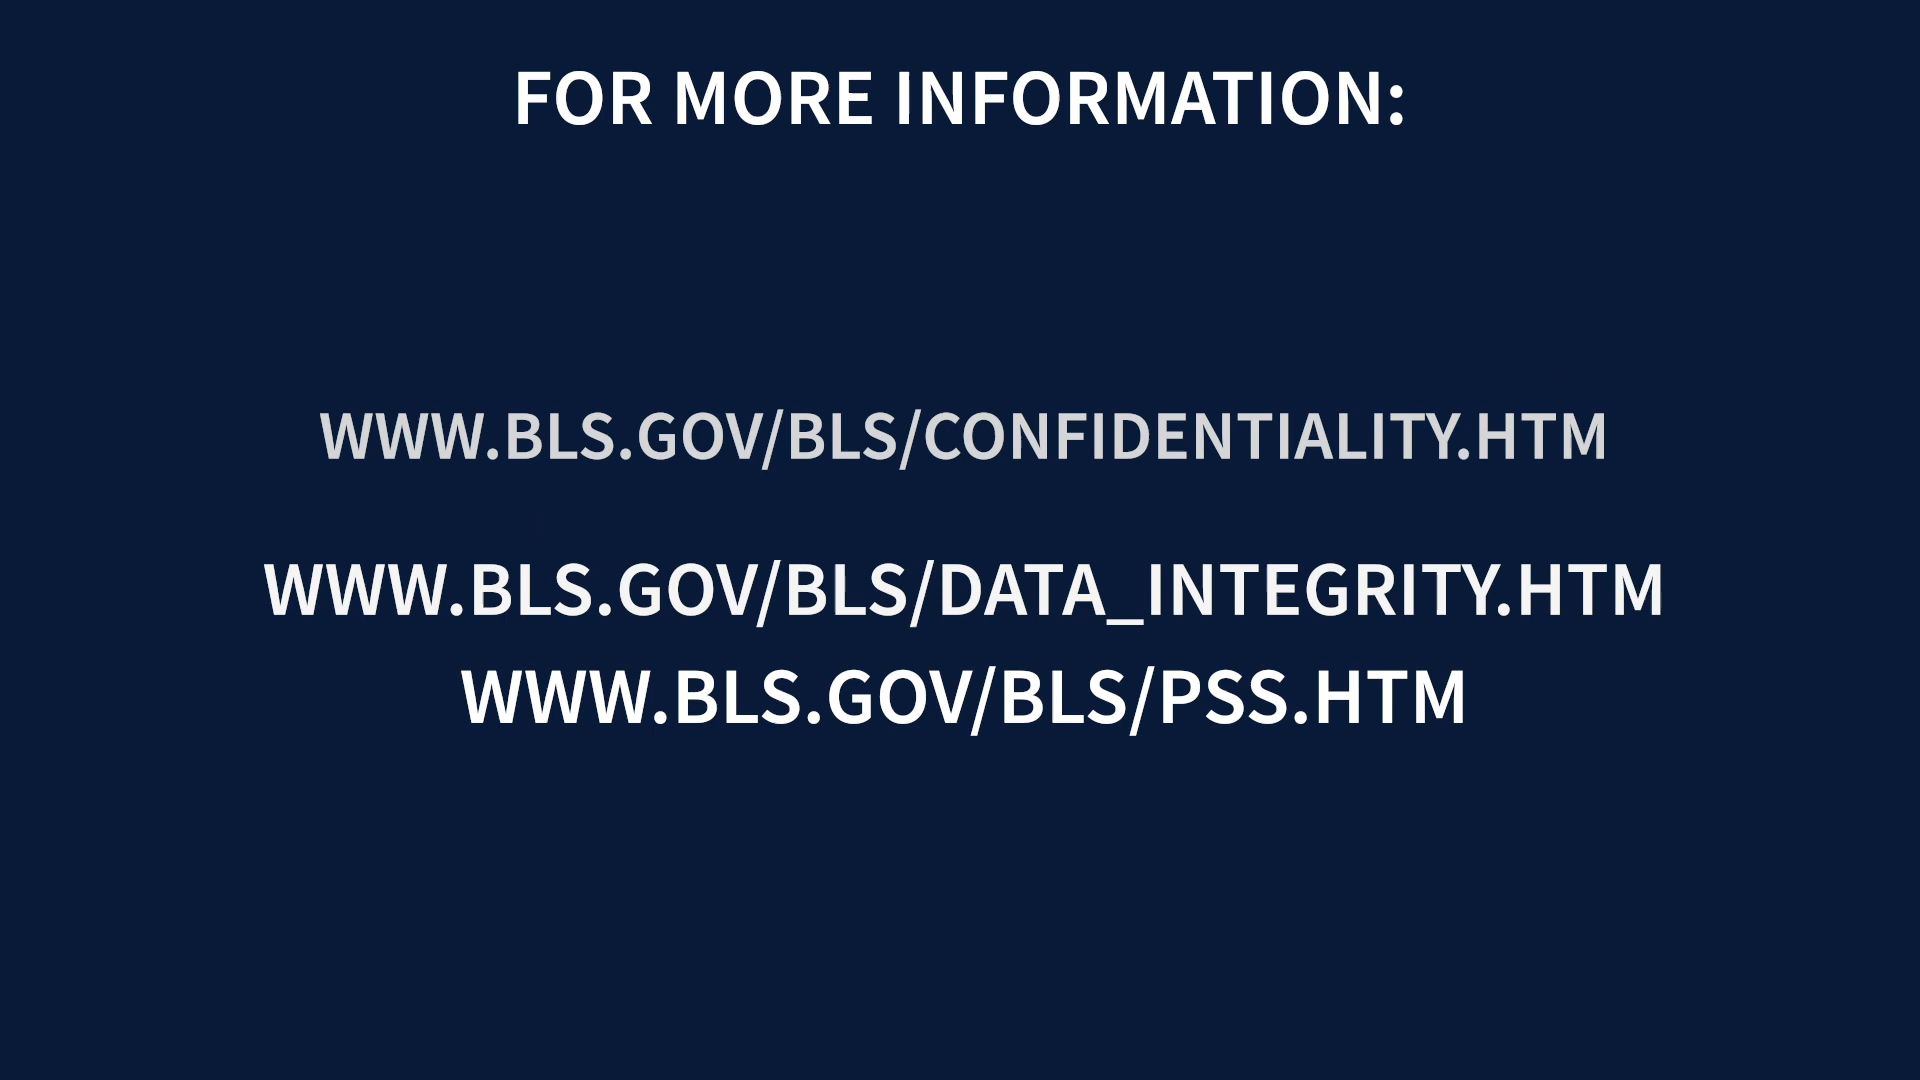 FOR MORE INFORMATION:
WWW.BLS.GOV/BLS/CONFIDENTIALITY.HTM
WWW.BLS.GOV/BLS/DATA_INTEGRITY.HTM
WWW.BLS.GOV/BLS/PSS.HTM